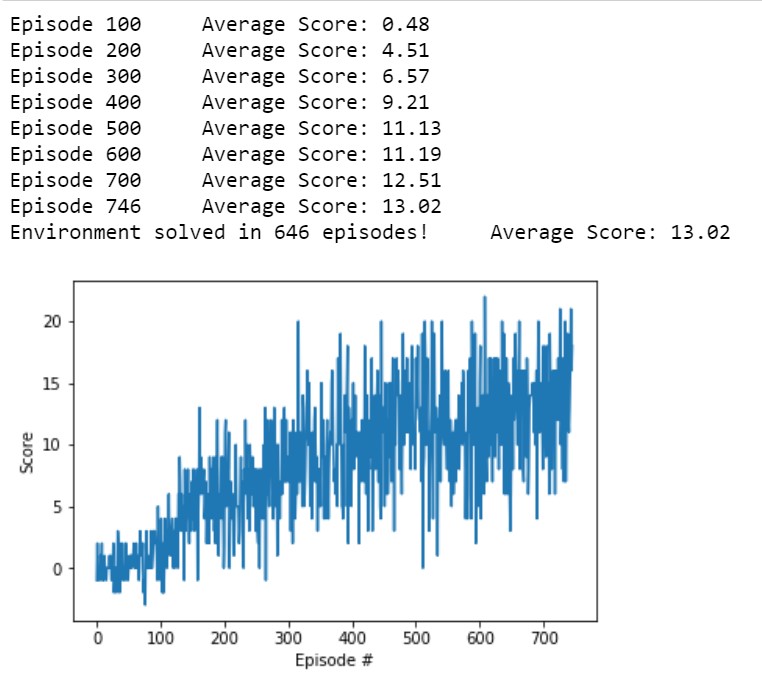 Episode 100     Average Score: 0.48
Episode 200     Average Score: 4.51
Episode 300     Average Score: 6.57
Episode 400     Average Score: 9.21
Episode 500     Average Score: 11.13
Episode 600     Average Score: 11.19
Episode 700     Average Score: 12.51
Episode 746     Average Score: 13.02
Environment solved in 646 episodes!     Average Score: 13.02
20
15
10
5
0
Score
0 100 200 300 400 500 600 700
Episode #